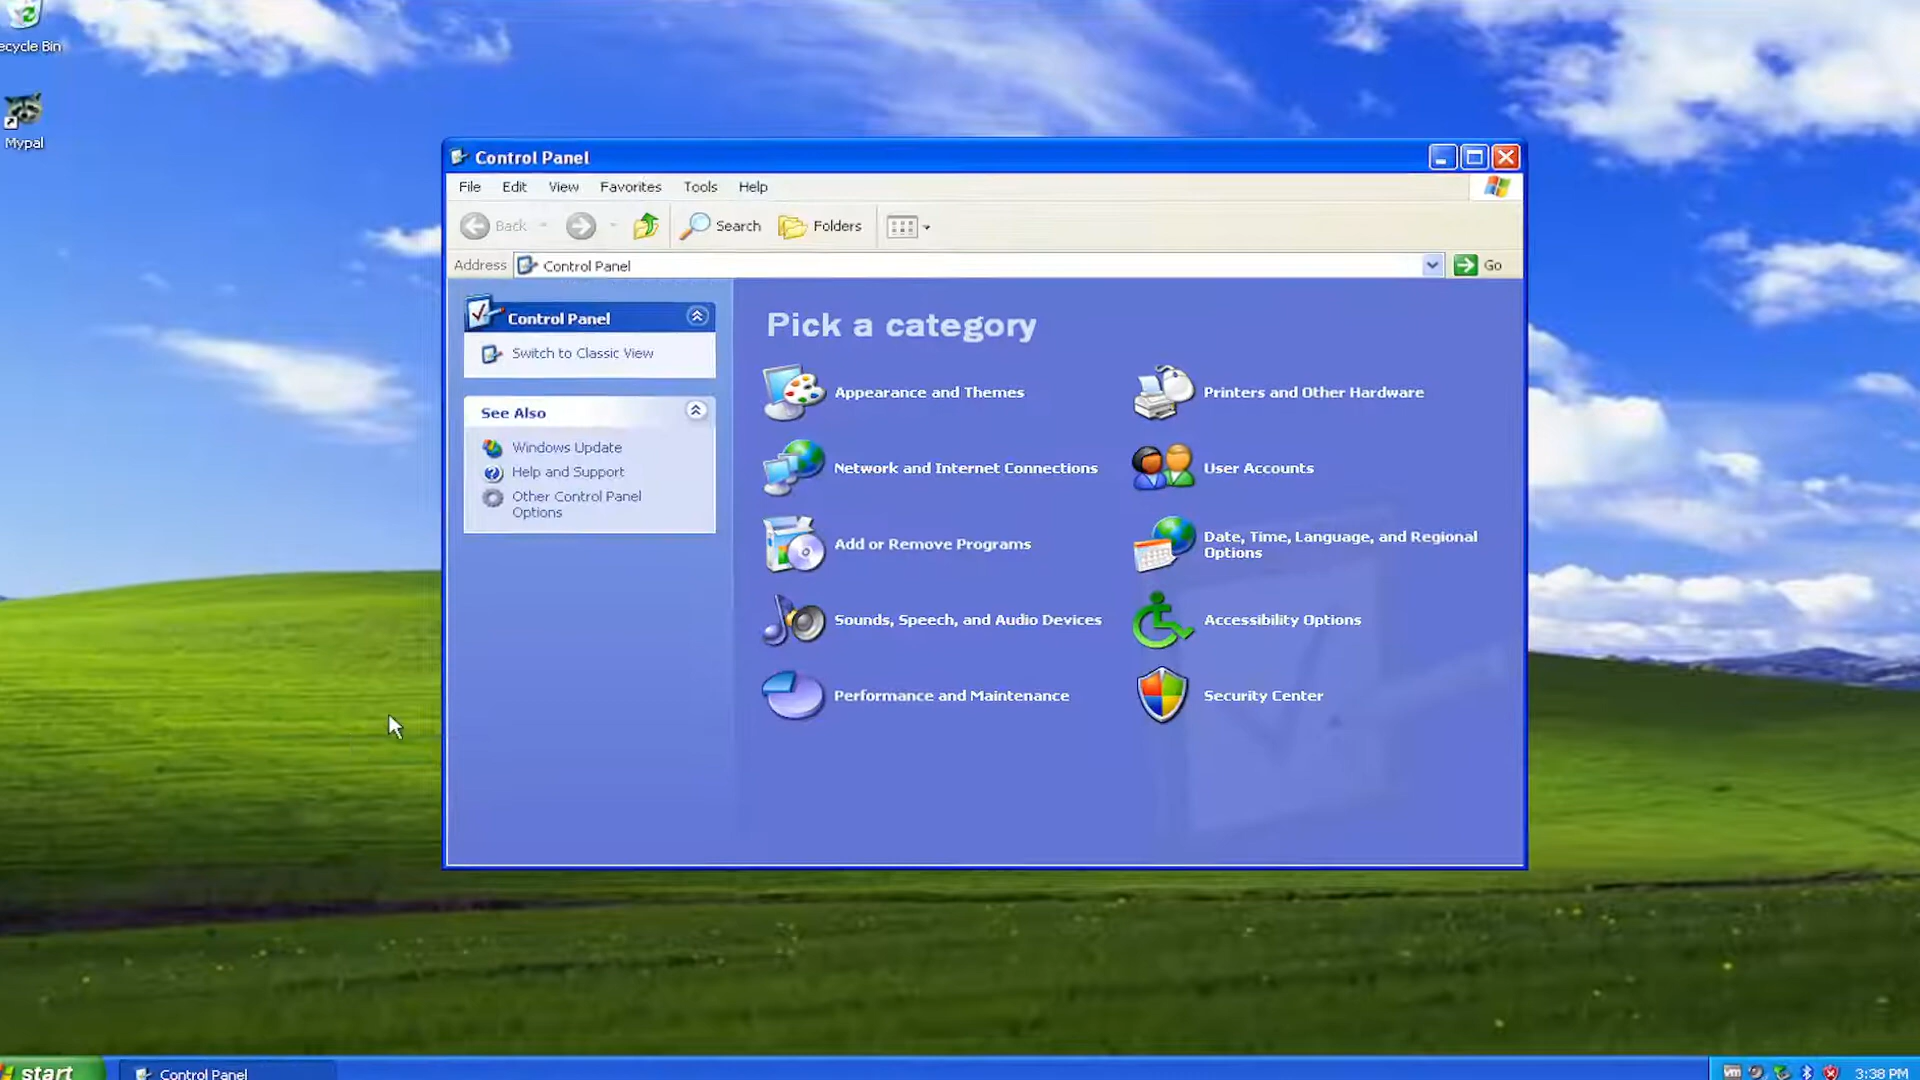 ecycle Bin
Mypal
Control Panel
File Edit View Favorites Tools Help
Back Search Folders
Address Control Panel Go
Control Panel
Switch to Classic View
See Also
Windows Update
Help and Support
Other Control Panel
Options
Pick a category
Appearance and Themes
Printers and Other Hardware
Network and Internet Connections
User Accounts
Add or Remove Programs
Date, Time, Language, and Regional
Options
Sounds, Speech, and Audio Devices
Accessibility Options
Performance and Maintenance
Security Center
start
Control Panel
vm
3:38 PM